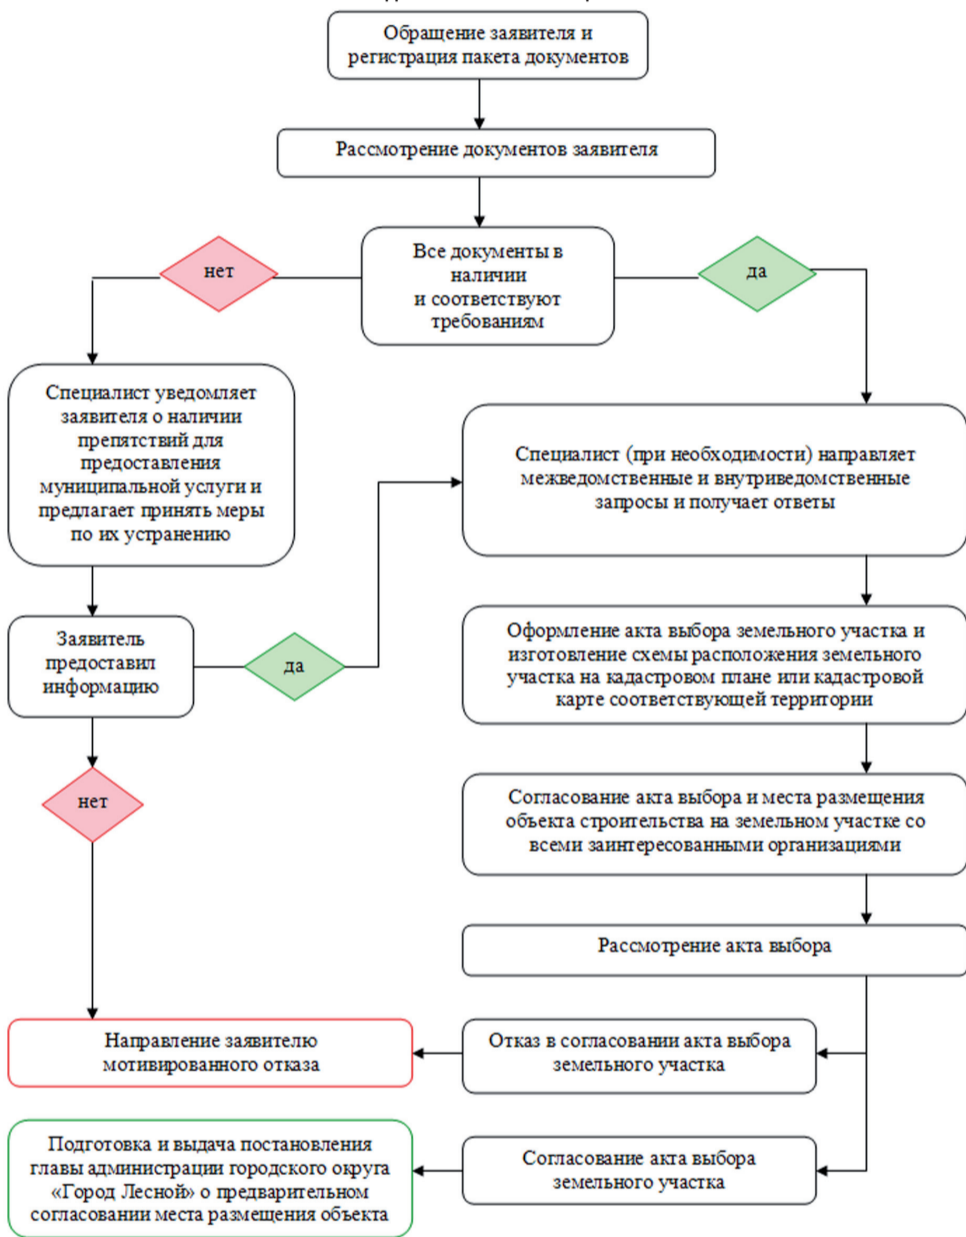 Обращение заявителя и
регистрация пакета документов
Рассмотрение документов заявителя
Все документы в
наличии
и соответствуют
требованиям
нет
да
Специалист уведомляет
заявителя о наличии
препятствий для
предоставления
муниципальной услуги и
предлагает принять меры
по их устранению
Специалист (при необходимости) направляет
межведомственные и внутриведомственные
запросы и получает ответы
Заявитель
предоставил
информацию
да
Оформление акта выбора земельного участка и
изготовление схемы расположения земельного
участка на кадастровом плане или кадастровой
карте соответствующей территории
нет
Согласование акта выбора и места размещения
объекта строительства на земельном участке со
всеми заинтересованными организациями
Рассмотрение акта выбора
Направление заявителю
мотивированного отказа
Отказ в согласовании акта выбора
земельного участка
Подготовка и выдача постановления
главы администрации городского округа
«Город Лесной» о предварительном
согласовании места размещения объекта
Согласование акта выбора
земельного участка